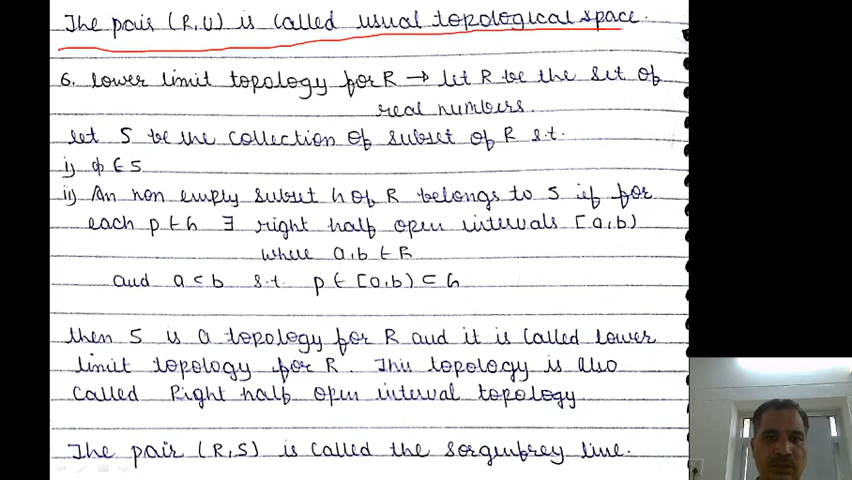 The pair (R,U) is called usual topological space.
6. lower limit topology for R → let R be the set of
real numbers.
let S be the collection of subset of R s.t.
i) φ ∈ S
ii) An non empty subset G of R belongs to S if for
each p ∈ G ∃ right half open intervals [a,b)
where a,b ∈ R
and a < b s.t. p ∈ [a,b) ⊂ G
then S is a topology for R and it is called lower
limit topology for R. This topology is also
called Right half open interval topology
The pair (R,S) is called the Sorgenfrey line.